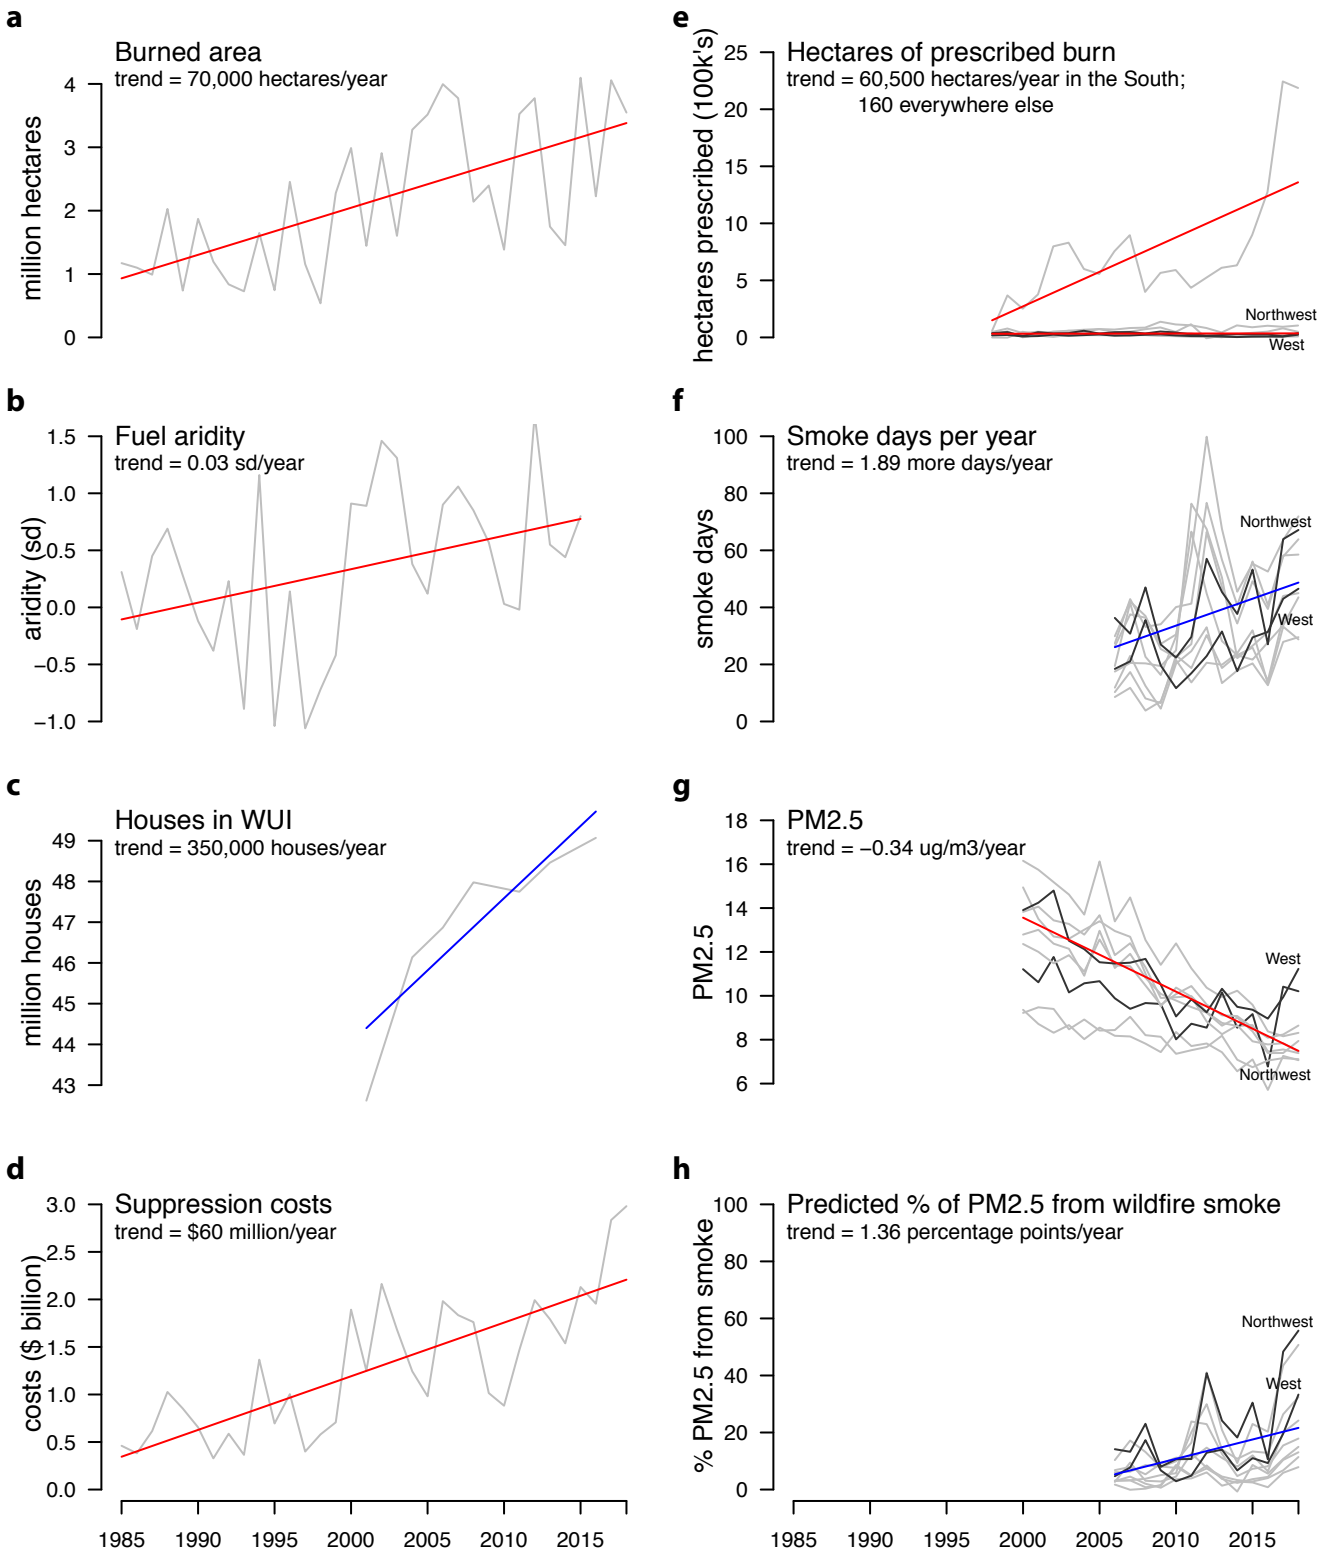 a
Burned area
trend = 70,000 hectares/year
million hectares
4
3
2
1
0
b
Fuel aridity
trend = 0.03 sd/year
aridity (sd)
1.5
1.0
0.5
0.0
−0.5
−1.0
c
Houses in WUI
trend = 350,000 houses/year
million houses
49
48
47
46
45
44
43
d
Suppression costs
trend = $60 million/year
costs ($ billion)
3.0
2.5
2.0
1.5
1.0
0.5
0.0
1985 1990 1995 2000 2005 2010 2015
e
Hectares of prescribed burn
trend = 60,500 hectares/year in the South;
160 everywhere else
hectares prescribed (100k's)
25
20
15
10
5
0
Northwest
West
f
Smoke days per year
trend = 1.89 more days/year
smoke days
100
80
60
40
20
0
Northwest
West
g
PM2.5
trend = −0.34 ug/m3/year
PM2.5
18
16
14
12
10
8
6
West
Northwest
h
Predicted % of PM2.5 from wildfire smoke
trend = 1.36 percentage points/year
% PM2.5 from smoke
100
80
60
40
20
0
Northwest
West
1985 1990 1995 2000 2005 2010 2015